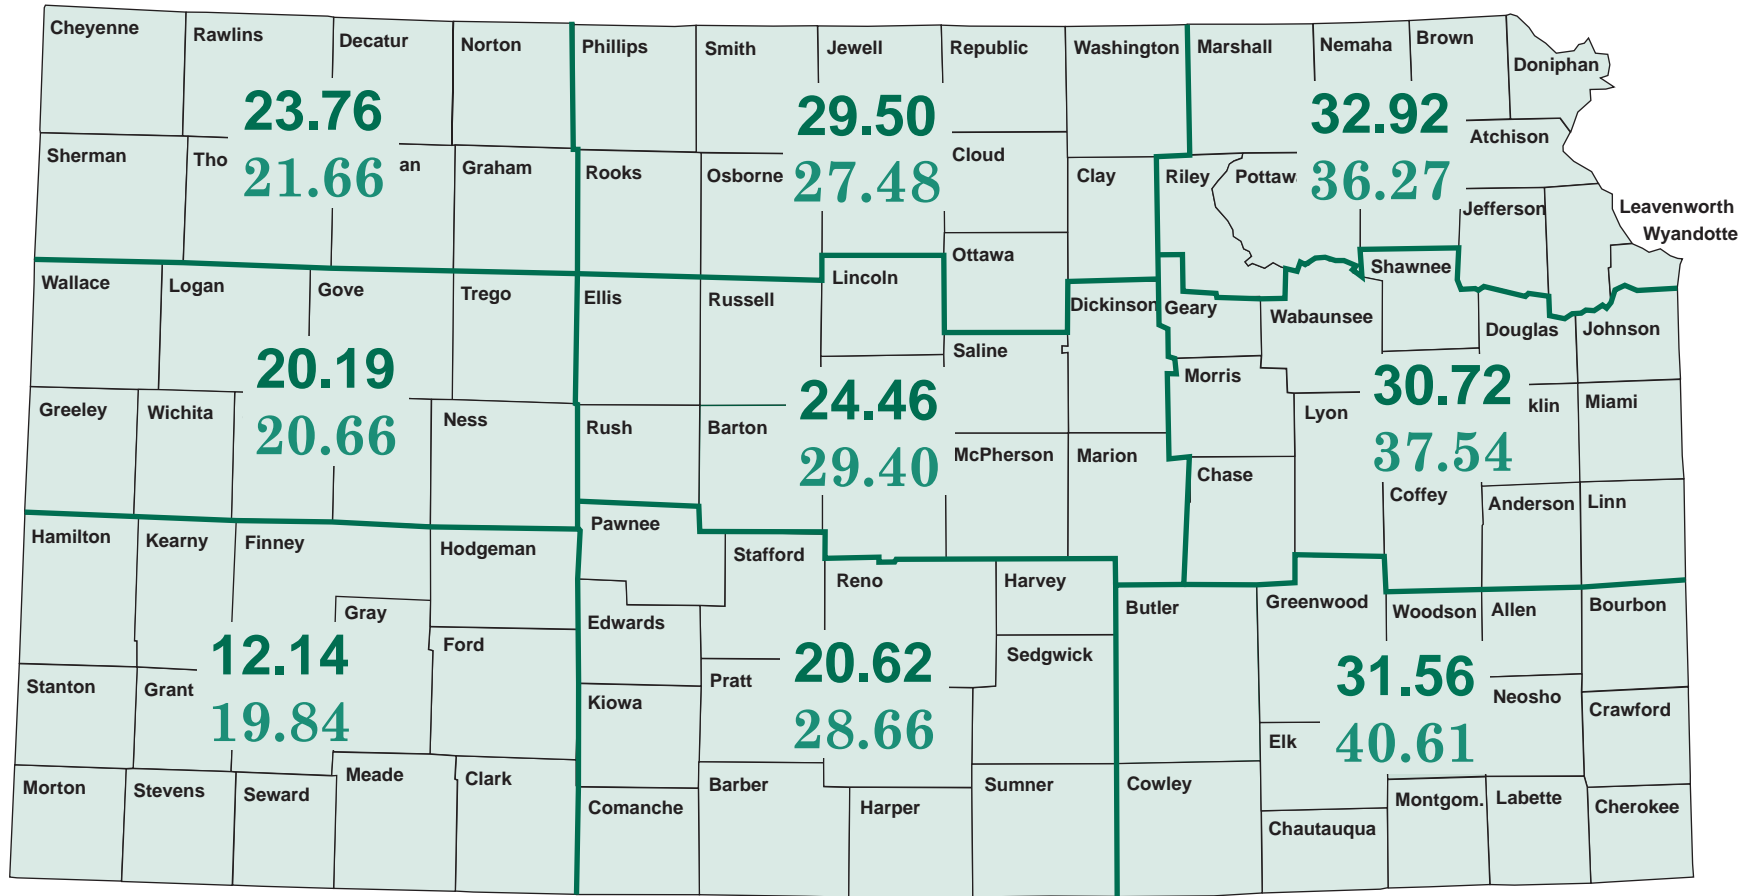 Cheyenne
Rawlins
Decatur
Norton
Phillips
Smith
Jewell
Republic
Washington
Marshall
Nemaha
Brown
Doniphan
23.76
21.66
29.50
27.48
32.92
36.27
Sherman
Tho
an
Graham
Rooks
Osborne
Cloud
Clay
Riley
Pottaw
Atchison
Jefferson
Leavenworth
Wyandotte
Wallace
Logan
Gove
Trego
Ellis
Russell
Lincoln
Ottawa
Dickinson
Geary
Wabaunsee
Shawnee
Douglas
Johnson
20.19
20.66
24.46
29.40
30.72
37.54
Greeley
Wichita
Ness
Rush
Barton
Saline
McPherson
Marion
Morris
Chase
Lyon
Coffey
klin
Miami
Anderson
Linn
Hamilton
Kearny
Finney
Hodgeman
Pawnee
Stafford
Reno
Harvey
Butler
Greenwood
Woodson
Allen
Bourbon
Gray
Ford
Edwards
12.14
19.84
20.62
28.66
31.56
40.61
Stanton
Grant
Kiowa
Pratt
Sedgwick
Elk
Neosho
Crawford
Morton
Stevens
Seward
Meade
Clark
Comanche
Barber
Harper
Sumner
Cowley
Chautauqua
Montgom.
Labette
Cherokee